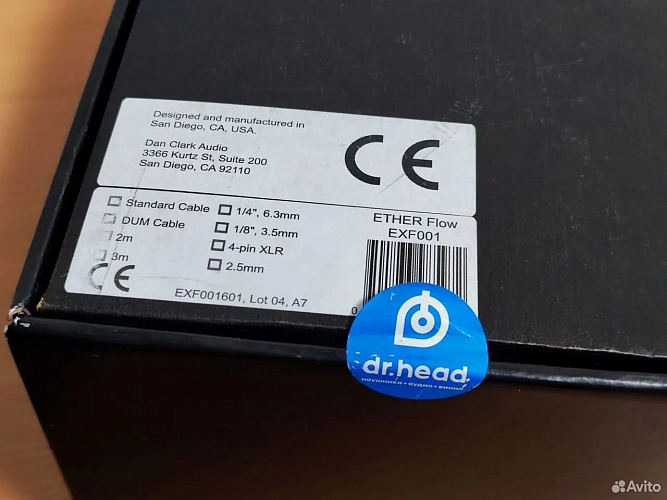 Designed and manufactured in
San Diego, CA, USA.
Dan Clark Audio
3366 Kurtz St, Suite 200
San Diego, CA 92110
CE
Standard Cable
DUM Cable
2m
3m
1/4", 6.3mm
1/8", 3.5mm
4-pin XLR
2.5mm
ETHER Flow
EXF001
CE
EXF001601, Lot 04, A7
0
dr.head
наушники • аудио • винил
Avito